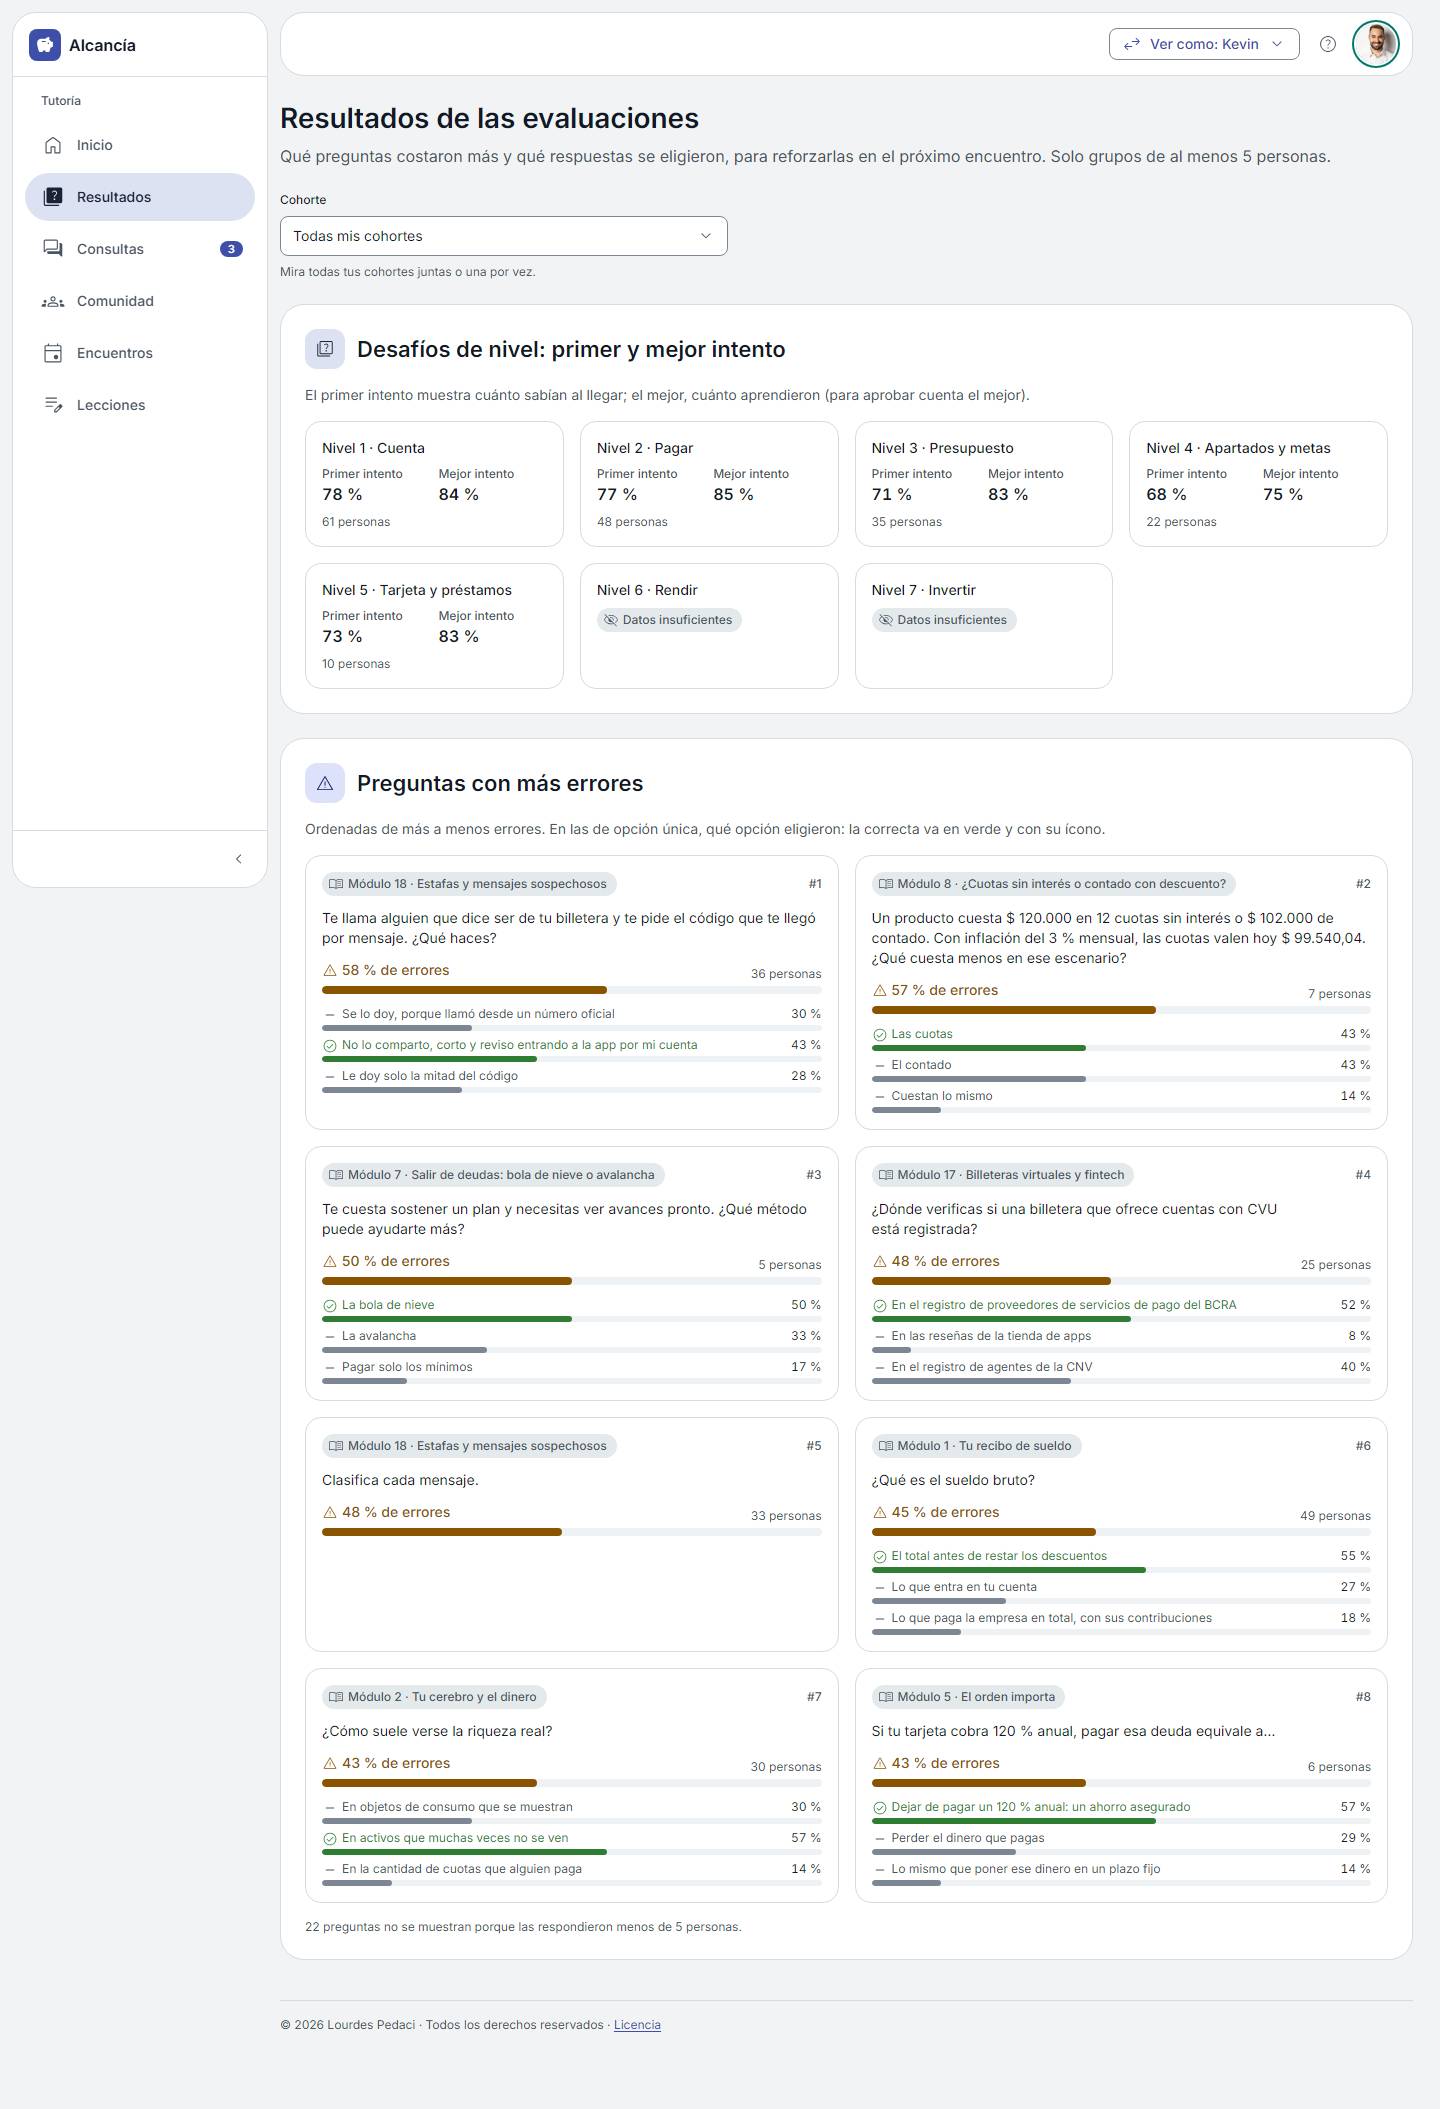 Alcancía
Ver como: Kevin
Tutoría
Inicio
Resultados
Consultas
3
Comunidad
Encuentros
Lecciones
Resultados de las evaluaciones
Qué preguntas costaron más y qué respuestas se eligieron, para reforzarlas en el próximo encuentro. Solo grupos de al menos 5 personas.
Cohorte
Todas mis cohortes
Mira todas tus cohortes juntas o una por vez.
Desafíos de nivel: primer y mejor intento
El primer intento muestra cuánto sabían al llegar; el mejor, cuánto aprendieron (para aprobar cuenta el mejor).
Nivel 1 · Cuenta
Primer intento Mejor intento
78 % 84 %
61 personas
Nivel 2 · Pagar
Primer intento Mejor intento
77 % 85 %
48 personas
Nivel 3 · Presupuesto
Primer intento Mejor intento
71 % 83 %
35 personas
Nivel 4 · Apartados y metas
Primer intento Mejor intento
68 % 75 %
22 personas
Nivel 5 · Tarjeta y préstamos
Primer intento Mejor intento
73 % 83 %
10 personas
Nivel 6 · Rendir
Datos insuficientes
Nivel 7 · Invertir
Datos insuficientes
Preguntas con más errores
Ordenadas de más a menos errores. En las de opción única, qué opción eligieron: la correcta va en verde y con su ícono.
Módulo 18 · Estafas y mensajes sospechosos #1
Te llama alguien que dice ser de tu billetera y te pide el código que te llegó
por mensaje. ¿Qué haces?
58 % de errores 36 personas
Se lo doy, porque llamó desde un número oficial 30 %
No lo comparto, corto y reviso entrando a la app por mi cuenta 43 %
Le doy solo la mitad del código 28 %
Módulo 8 · ¿Cuotas sin interés o contado con descuento? #2
Un producto cuesta $ 120.000 en 12 cuotas sin interés o $ 102.000 de
contado. Con inflación del 3 % mensual, las cuotas valen hoy $ 99.540,04.
¿Qué cuesta menos en ese escenario?
57 % de errores 7 personas
Las cuotas 43 %
El contado 43 %
Cuestan lo mismo 14 %
Módulo 7 · Salir de deudas: bola de nieve o avalancha #3
Te cuesta sostener un plan y necesitas ver avances pronto. ¿Qué método
puede ayudarte más?
50 % de errores 5 personas
La bola de nieve 50 %
La avalancha 33 %
Pagar solo los mínimos 17 %
Módulo 17 · Billeteras virtuales y fintech #4
¿Dónde verificas si una billetera que ofrece cuentas con CVU
está registrada?
48 % de errores 25 personas
En el registro de proveedores de servicios de pago del BCRA 52 %
En las reseñas de la tienda de apps 8 %
En el registro de agentes de la CNV 40 %
Módulo 18 · Estafas y mensajes sospechosos #5
Clasifica cada mensaje.
48 % de errores 33 personas
Módulo 1 · Tu recibo de sueldo #6
¿Qué es el sueldo bruto?
45 % de errores 49 personas
El total antes de restar los descuentos 55 %
Lo que entra en tu cuenta 27 %
Lo que paga la empresa en total, con sus contribuciones 18 %
Módulo 2 · Tu cerebro y el dinero #7
¿Cómo suele verse la riqueza real?
43 % de errores 30 personas
En objetos de consumo que se muestran 30 %
En activos que muchas veces no se ven 57 %
En la cantidad de cuotas que alguien paga 14 %
Módulo 5 · El orden importa #8
Si tu tarjeta cobra 120 % anual, pagar esa deuda equivale a...
43 % de errores 6 personas
Dejar de pagar un 120 % anual: un ahorro asegurado 57 %
Perder el dinero que pagas 29 %
Lo mismo que poner ese dinero en un plazo fijo 14 %
22 preguntas no se muestran porque las respondieron menos de 5 personas.
© 2026 Lourdes Pedaci · Todos los derechos reservados · Licencia